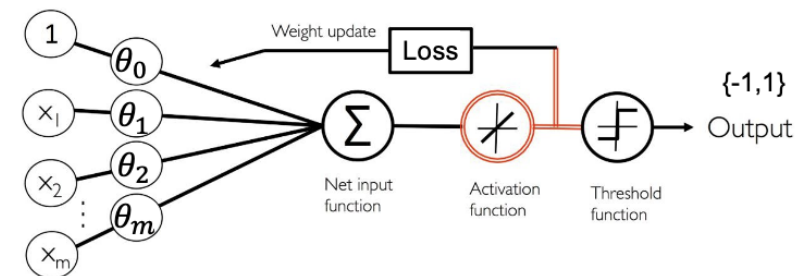 1
θ₀
Weight update
Loss
{-1,1}
x₁
θ₁
Σ
Output
x₂
θ₂
Net input
function
Activation
function
Threshold
function
⋮
θₘ
xₘ